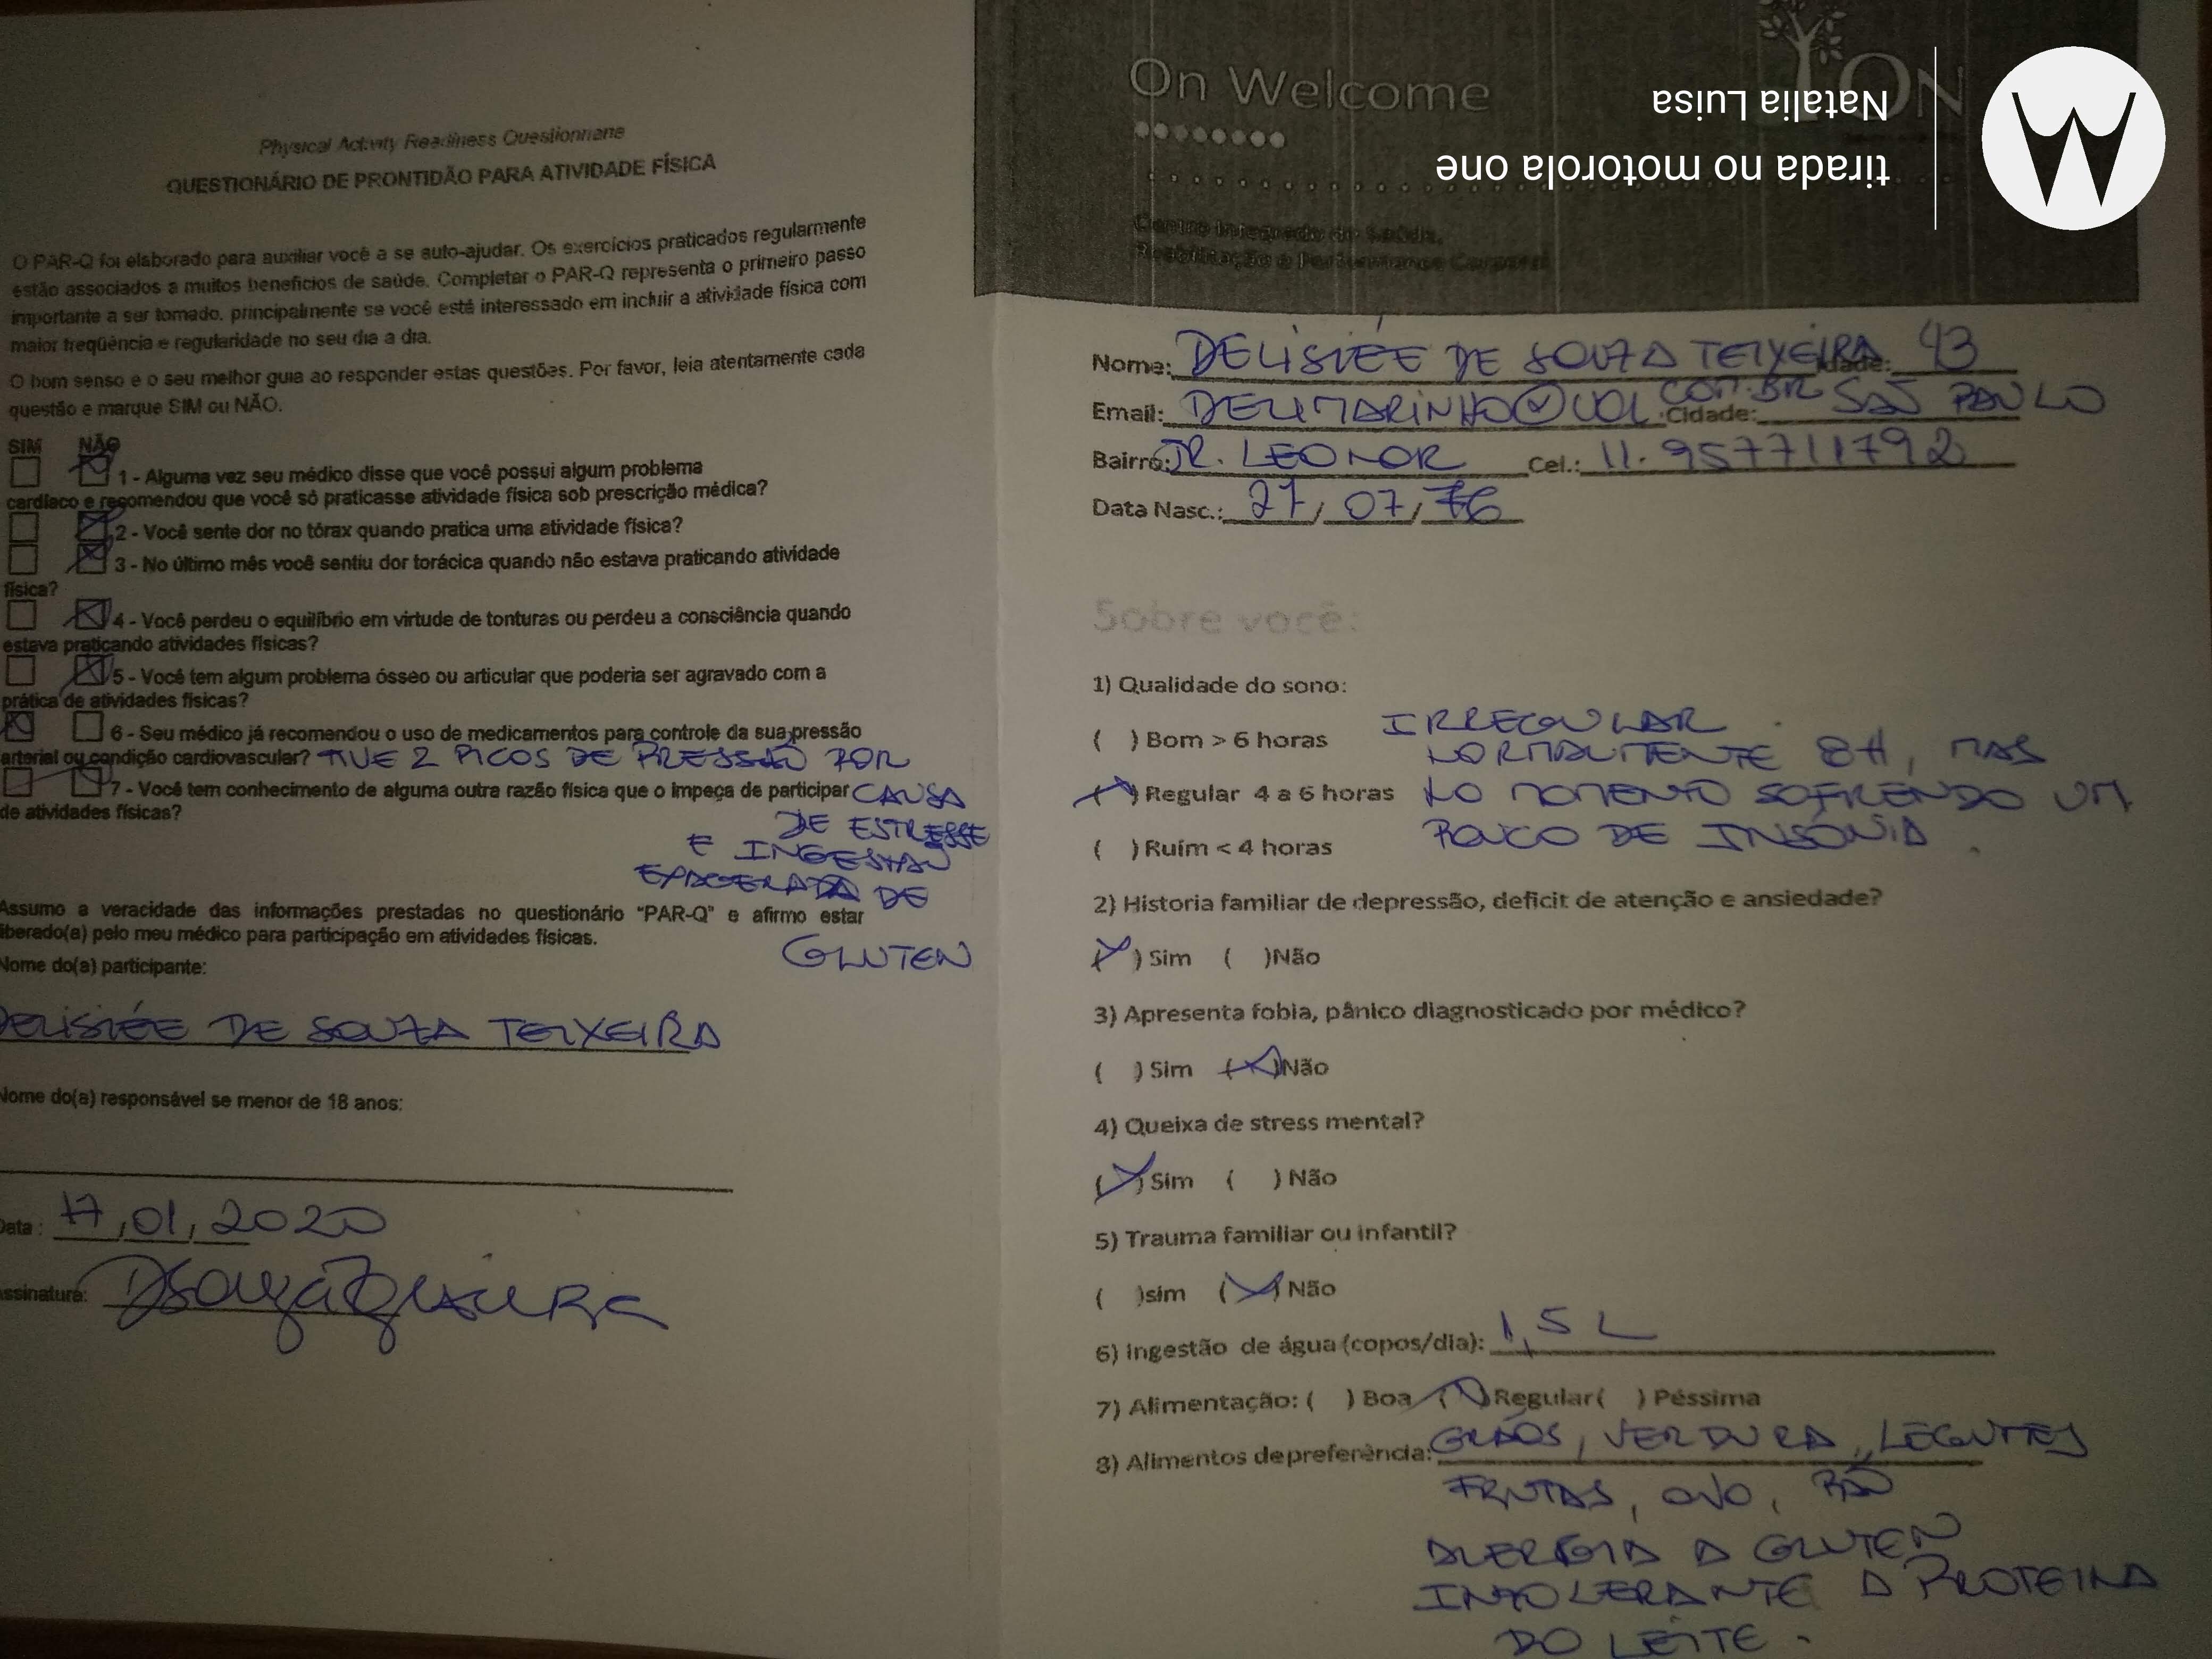 On Welcome
ON
Centro Integrado de Saúde,
Reabilitação e Performance Corporal
Nome: DELISIÉE DE SOUZA TEIXEIRA Idade: 43
Email: DELIMARINHO@UOL.COM.BR Cidade: SÃO PAULO
Bairro: JD. LEONOR Cel.: 11.957711792
Data Nasc.: 27/07/76
Sobre você:
1) Qualidade do sono:
IRREGULAR.
( ) Bom > 6 horas NORMALMENTE 8H, MAS
(X) Regular 4 a 6 horas NO MOMENTO SOFRENDO UM
( ) Ruim < 4 horas POUCO DE INSONIA.
2) Historia familiar de depressão, deficit de atenção e ansiedade?
(X) Sim ( )Não
3) Apresenta fobia, pânico diagnosticado por médico?
( ) Sim (X)Não
4) Queixa de stress mental?
(X) Sim ( ) Não
5) Trauma familiar ou infantil?
( )sim (X) Não
6) Ingestão de água (copos/dia): 1,5 L
7) Alimentação: ( ) Boa (X) Regular ( ) Péssima
8) Alimentos depreferência: GRÃOS, VERDURA, LEGUMES
FRUTAS, OVO, PÃO
ALERGIA A GLUTEN
INTOLERANTE A PROTEINA
DO LEITE.
Physical Activity Readiness Questionnaire
QUESTIONÁRIO DE PRONTIDÃO PARA ATIVIDADE FÍSICA
O PAR-Q foi elaborado para auxiliar você a se auto-ajudar. Os exercícios praticados regularmente
estão associados a muitos benefícios de saúde. Completar o PAR-Q representa o primeiro passo
importante a ser tomado, principalmente se você está interessado em incluir a atividade física com
maior freqüência e regularidade no seu dia a dia.
O bom senso e o seu melhor guia ao responder estas questões. Por favor, leia atentamente cada
questão e marque SIM ou NÃO.
SIM NÃO
1 - Alguma vez seu médico disse que você possui algum problema
cardíaco e recomendou que você só praticasse atividade física sob prescrição médica?
2 - Você sente dor no tórax quando pratica uma atividade física?
3 - No último mês você sentiu dor torácica quando não estava praticando atividade
física?
4 - Você perdeu o equilíbrio em virtude de tonturas ou perdeu a consciência quando
estava praticando atividades físicas?
5 - Você tem algum problema ósseo ou articular que poderia ser agravado com a
prática de atividades físicas?
6 - Seu médico já recomendou o uso de medicamentos para controle da sua pressão
arterial ou condição cardiovascular? TIVE 2 PICOS DE PRESSÃO POR
7 - Você tem conhecimento de alguma outra razão física que o impeça de participar CAUSA
de atividades físicas? DE ESTRESSE
E INGESTÃO
EXAGERADA DE
Assumo a veracidade das informações prestadas no questionário "PAR-Q" e afirmo estar
liberado(a) pelo meu médico para participação em atividades físicas. GLUTEN
Nome do(a) participante:
DELISIÉE DE SOUZA TEIXEIRA
Nome do(a) responsável se menor de 18 anos:
Data: 17, 01, 2020
Assinatura:
tirada no motorola one
Natalia Luisa